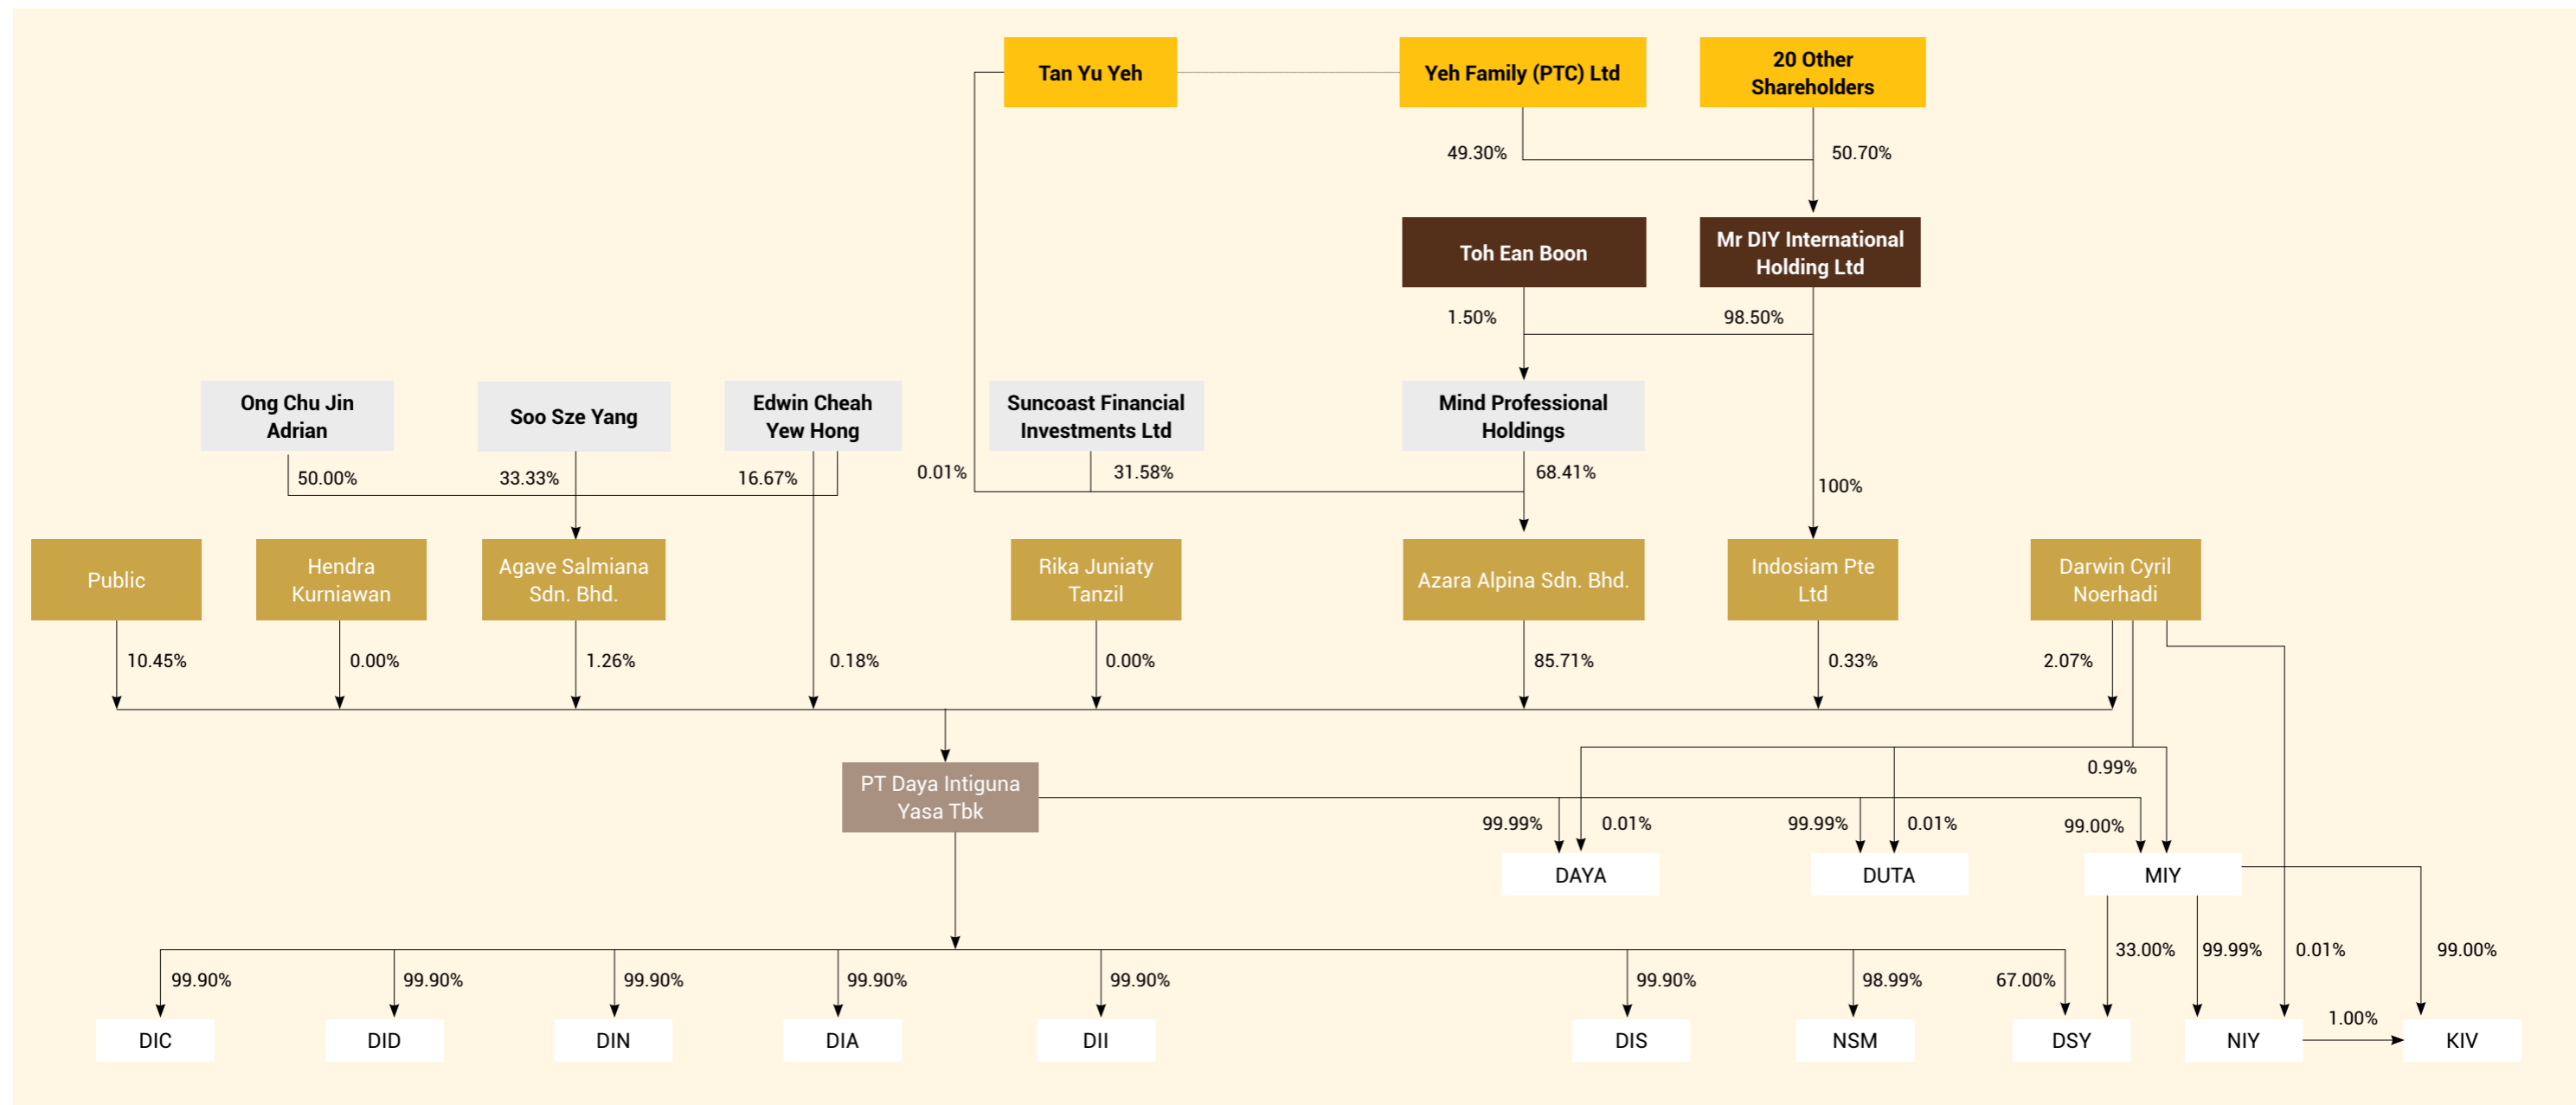 Tan Yu Yeh
Yeh Family (PTC) Ltd
20 Other
Shareholders
49.30%
50.70%
Toh Ean Boon
Mr DIY International
Holding Ltd
1.50%
98.50%
Ong Chu Jin
Adrian
Soo Sze Yang
Edwin Cheah
Yew Hong
Suncoast Financial
Investments Ltd
Mind Professional
Holdings
50.00%
33.33%
16.67%
0.01%
31.58%
68.41%
100%
Public
Hendra
Kurniawan
Agave Salmiana
Sdn. Bhd.
Rika Juniaty
Tanzil
Azara Alpina Sdn. Bhd.
Indosiam Pte
Ltd
Darwin Cyril
Noerhadi
10.45%
0.00%
1.26%
0.18%
0.00%
85.71%
0.33%
2.07%
PT Daya Intiguna
Yasa Tbk
0.99%
99.99%
0.01%
99.99%
0.01%
99.00%
DAYA
DUTA
MIY
33.00%
99.99%
0.01%
99.00%
99.90%
99.90%
99.90%
99.90%
99.90%
99.90%
98.99%
67.00%
1.00%
DIC
DID
DIN
DIA
DII
DIS
NSM
DSY
NIY
KIV